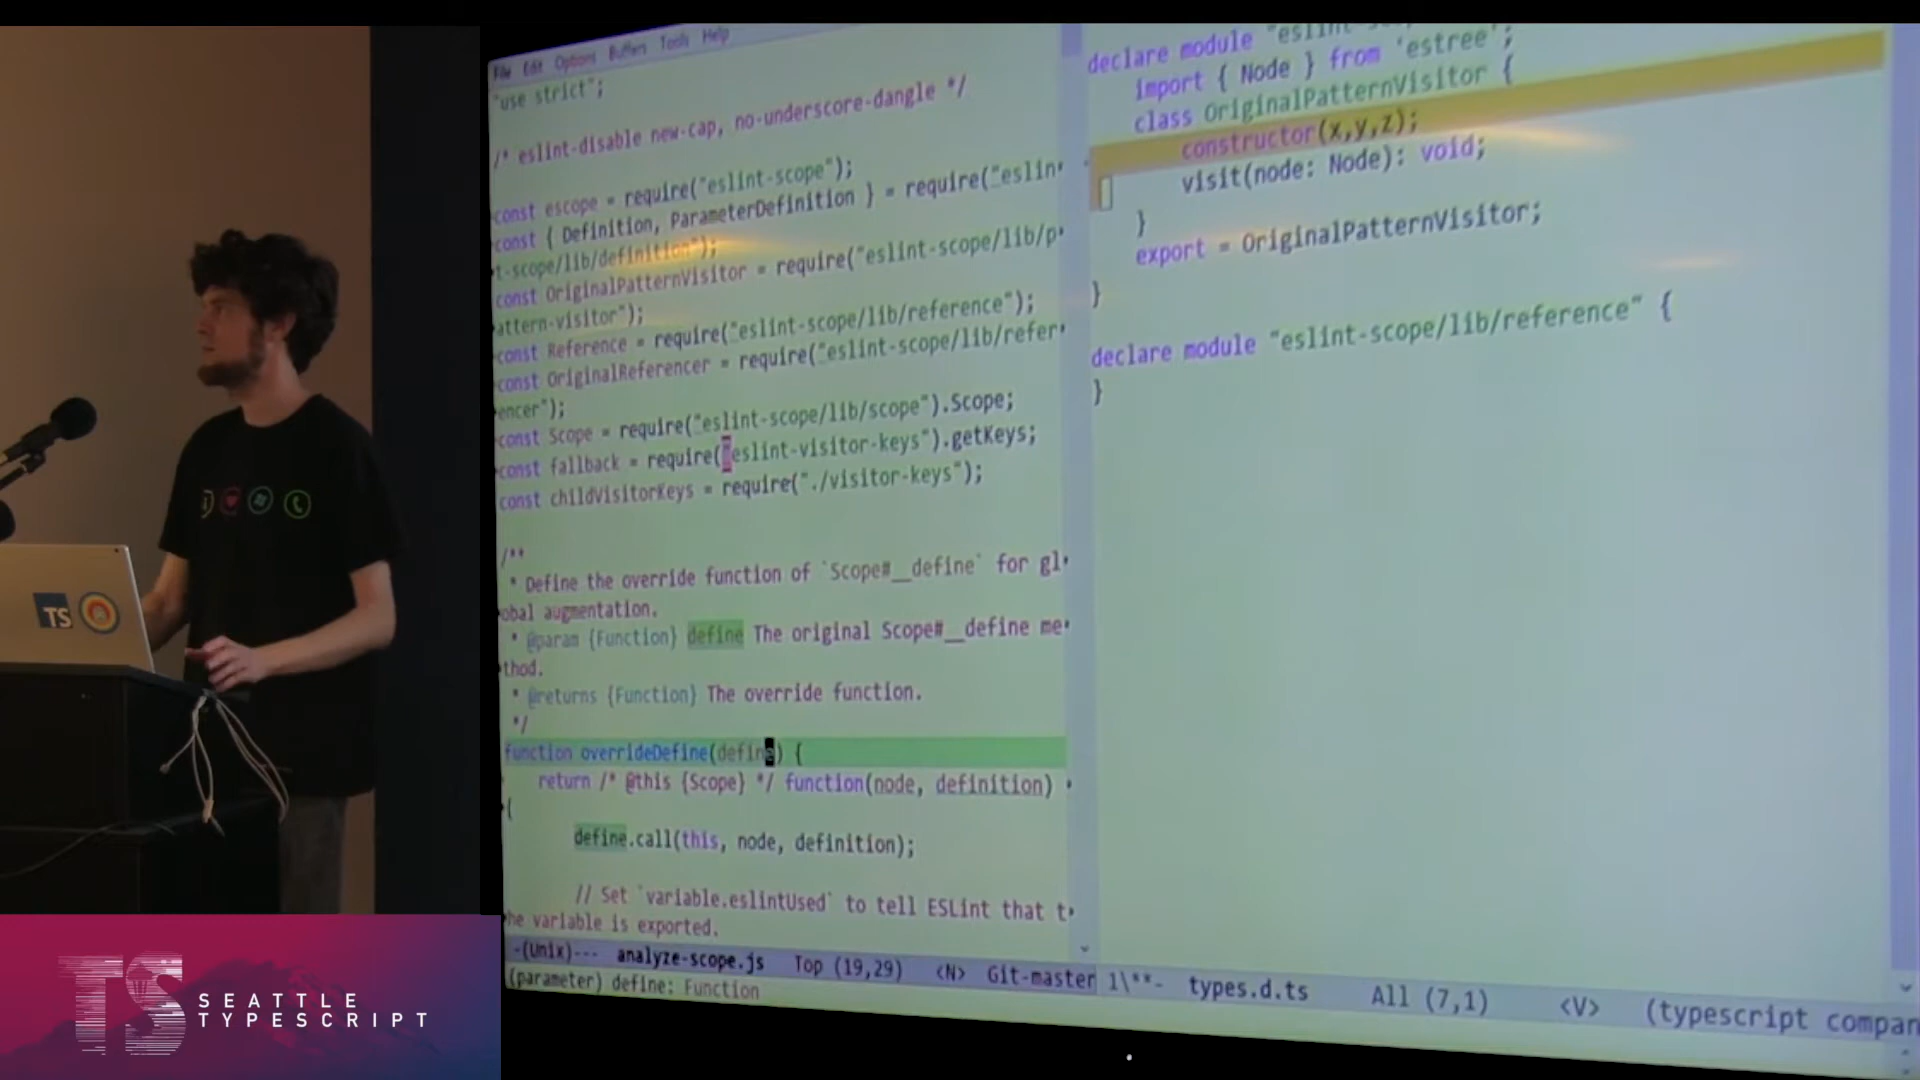 File Edit Options Buffers Tools Help
"use strict";
/* eslint-disable new-cap, no-underscore-dangle */
const escope = require("eslint-scope");
const { Definition, ParameterDefinition } = require("eslin
t-scope/lib/definition");
const OriginalPatternVisitor = require("eslint-scope/lib/p
attern-visitor");
const Reference = require("eslint-scope/lib/reference");
const OriginalReferencer = require("eslint-scope/lib/refer
encer");
const Scope = require("eslint-scope/lib/scope").Scope;
const fallback = require("eslint-visitor-keys").getKeys;
const childVisitorKeys = require("./visitor-keys");
/**
* Define the override function of `Scope#__define` for gl
obal augmentation.
* @param {Function} define The original Scope#__define me
thod.
* @returns {Function} The override function.
*/
function overrideDefine(define) {
return /* @this {Scope} */ function(node, definition)
{
define.call(this, node, definition);
// Set `variable.eslintUsed` to tell ESLint that t
he variable is exported.
-(Unix)--- analyze-scope.js Top (19,29) <N> Git-master
(parameter) define: Function
declare module
import { Node } from 'estree';
class OriginalPatternVisitor {
constructor(x,y,z);
visit(node: Node): void;
}
export = OriginalPatternVisitor;
}
declare module "eslint-scope/lib/reference" {
}
1\**- types.d.ts All (7,1) <V> (typescript compan
TS
TS
SEATTLE
TYPESCRIPT